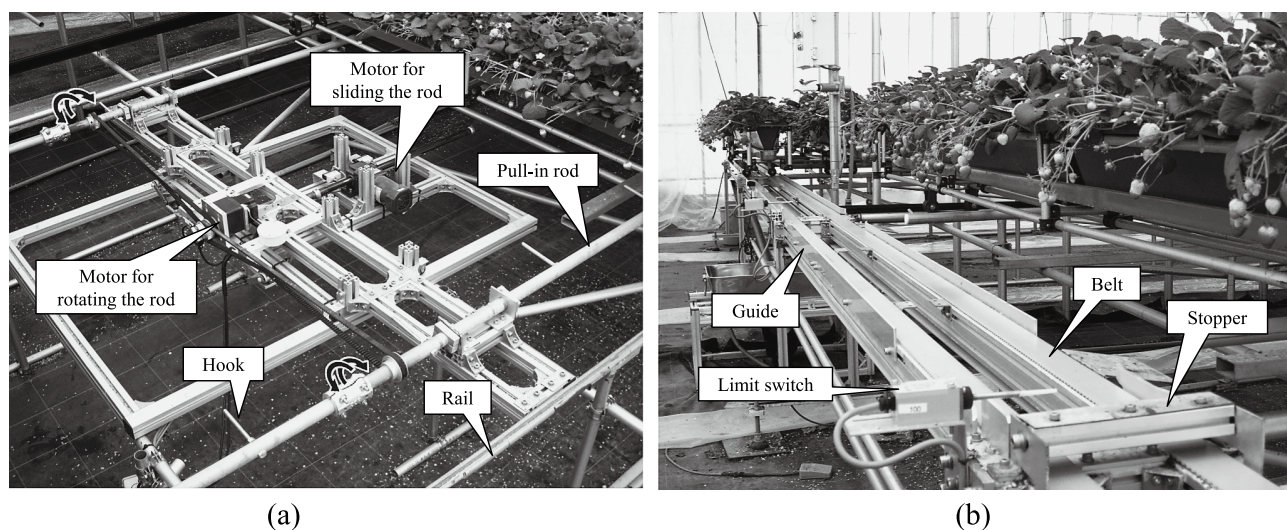 Motor for
sliding the rod
Pull-in rod
Motor for
rotating the rod
Hook
Rail
(a)
Guide
Belt
Stopper
Limit switch
100
(b)